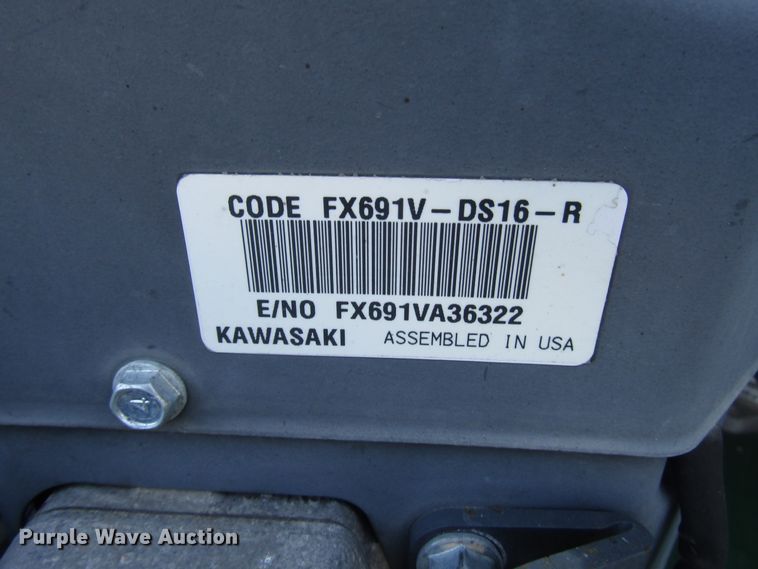 CODE FX691V-DS16-R
E/NO FX691VA36322
KAWASAKI ASSEMBLED IN USA
Purple Wave Auction